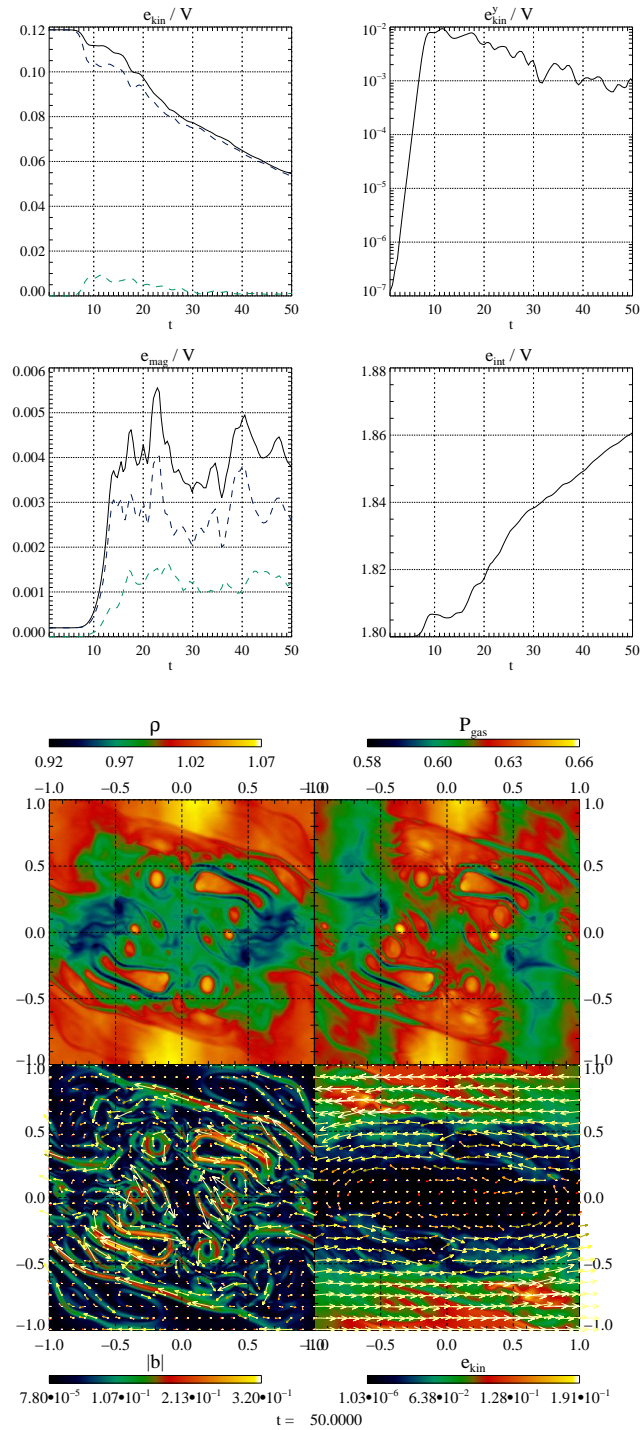 e_kin / V
e^y_kin / V
0.12
0.10
0.08
0.06
0.04
0.02
0.00
10 20 30 40 50
t
10⁻²
10⁻³
10⁻⁴
10⁻⁵
10⁻⁶
10⁻⁷
10 20 30 40 50
t
e_mag / V
e_int / V
0.006
0.005
0.004
0.003
0.002
0.001
0.000
10 20 30 40 50
t
1.88
1.86
1.84
1.82
1.80
10 20 30 40 50
t
ρ
P_gas
0.92 0.97 1.02 1.07
0.58 0.60 0.63 0.66
−1.0 −0.5 0.0 0.5 −1.0 −0.5 0.0 0.5 1.0
1.0 1.0
0.5 0.5
0.0 0.0
−0.5 −0.5
−1.0 −1.0
1.0 1.0
0.5 0.5
0.0 0.0
−0.5 −0.5
−1.0 −1.0
−1.0 −0.5 0.0 0.5 −1.0 −0.5 0.0 0.5 1.0
|b|
e_kin
7.80•10⁻⁵ 1.07•10⁻¹ 2.13•10⁻¹ 3.20•10⁻¹
1.03•10⁻⁶ 6.38•10⁻² 1.28•10⁻¹ 1.91•10⁻¹
t = 50.0000